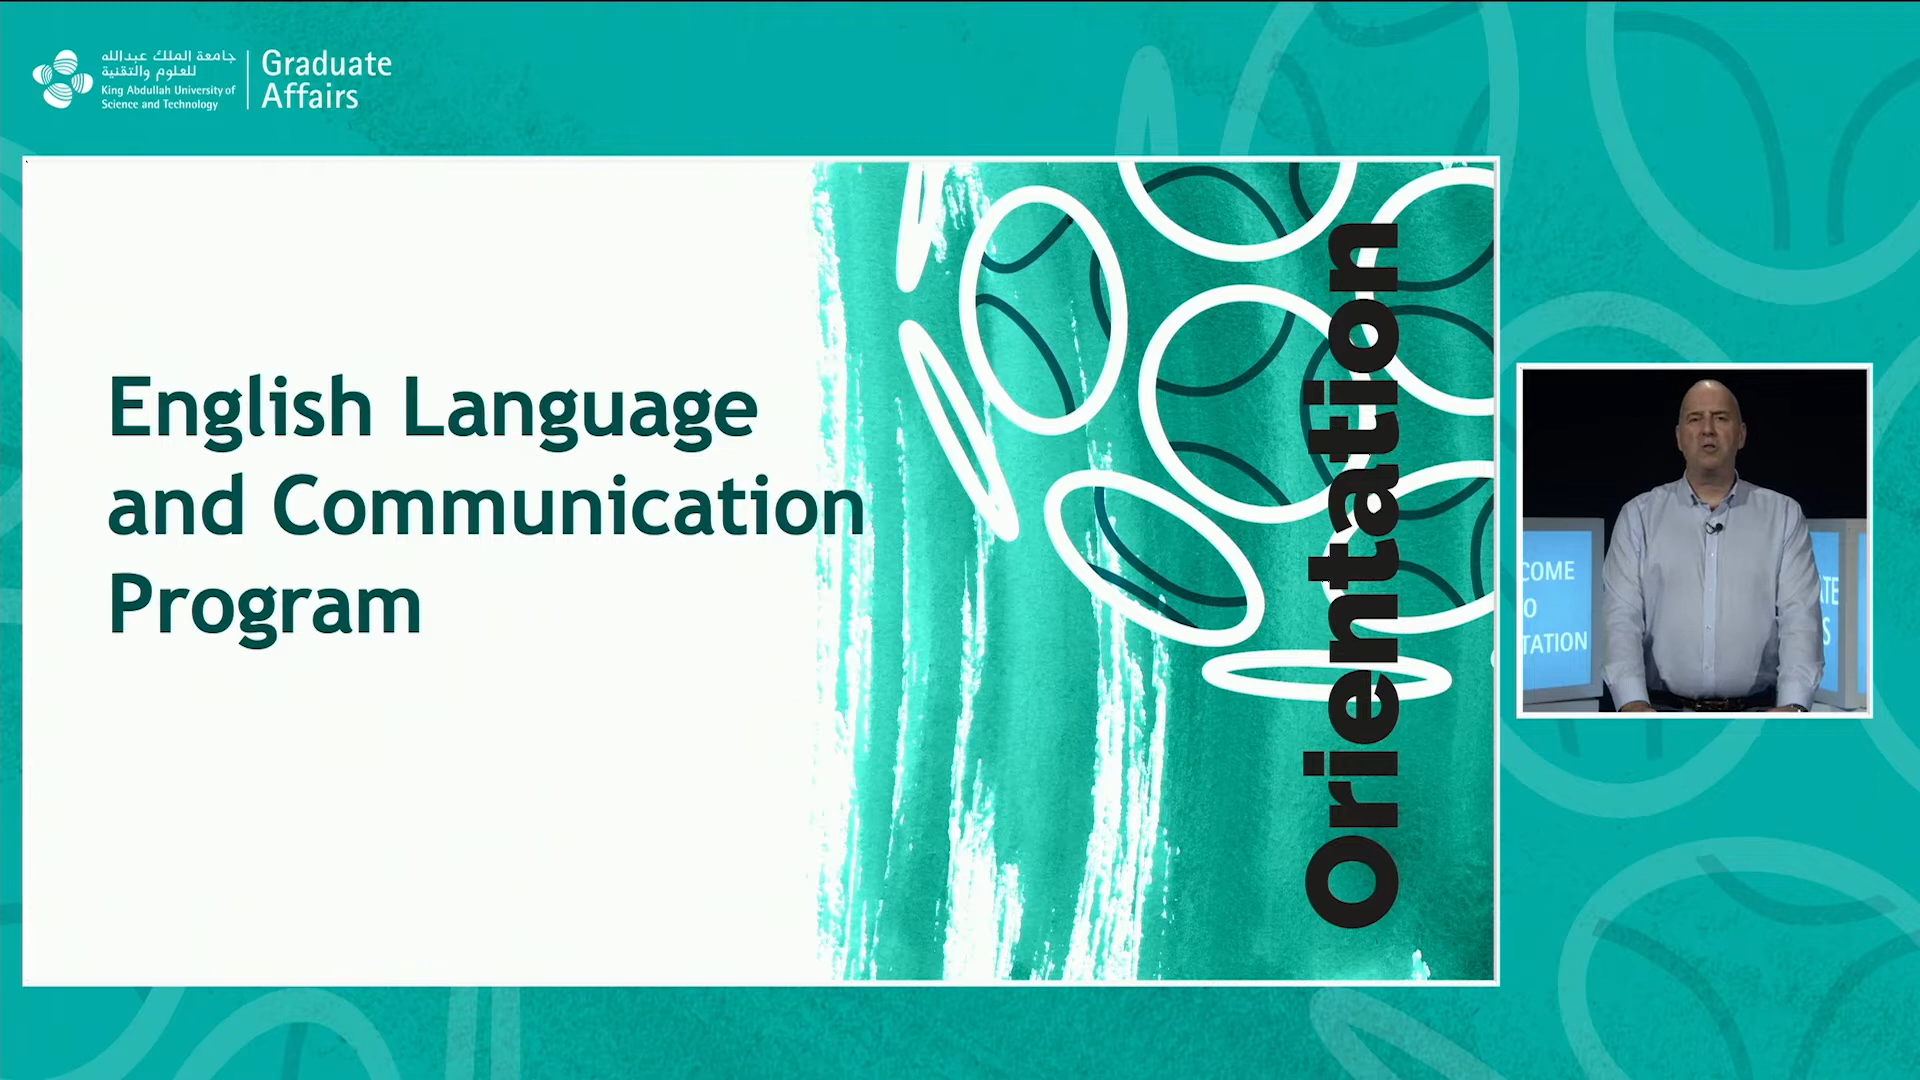 جامعة الملك عبدالله
للعلوم والتقنية
King Abdullah University of
Science and Technology
Graduate
Affairs
English Language
and Communication
Program
Orientation
COME
O
TATION